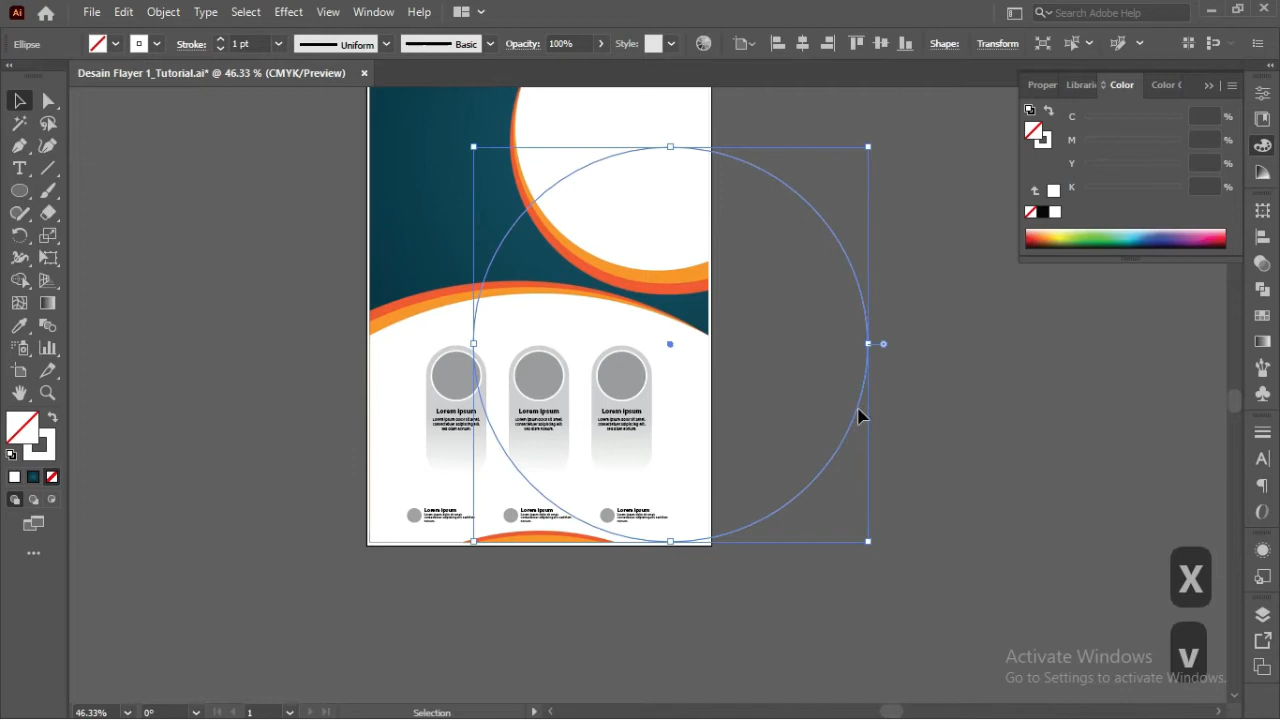 Ai File Edit Object Type Select Effect View Window Help Search Adobe Help
Ellipse Stroke: 1 pt Uniform Basic Opacity: 100% Style: Shape: Transform
Desain Flayer 1_Tutorial.ai* @ 46.33 % (CMYK/Preview)
Proper Librari Color Color C
C %
M %
Y %
K %
Lorem Ipsum Lorem Ipsum Lorem Ipsum
Lorem Ipsum Lorem Ipsum Lorem Ipsum
X
v
Activate Windows
Go to Settings to activate Windows.
46.33% 0° 1 Selection